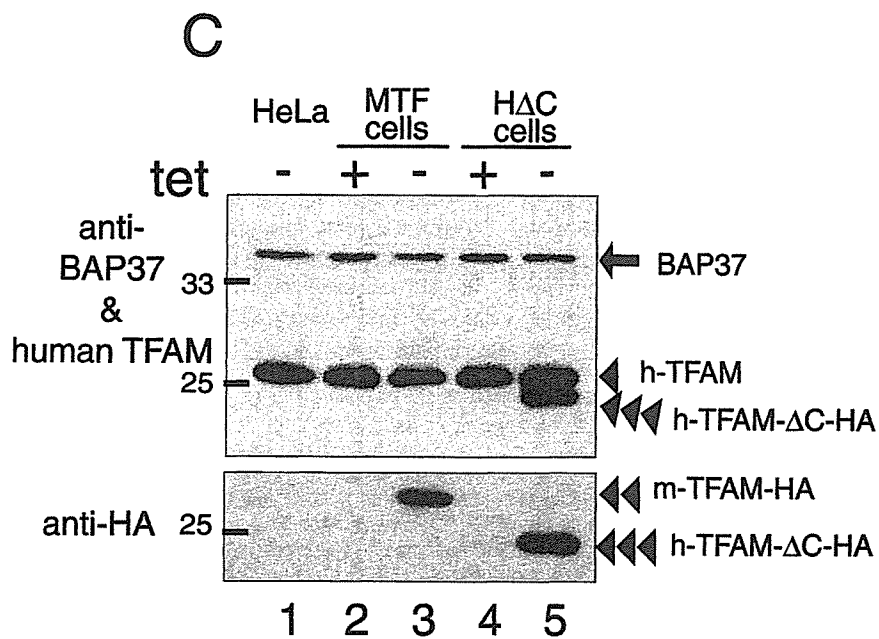 C
HeLa
MTF
cells
HΔC
cells
tet - + - + -
anti-
BAP37
&
human TFAM
33
25
BAP37
h-TFAM
h-TFAM-ΔC-HA
anti-HA
25
m-TFAM-HA
h-TFAM-ΔC-HA
1 2 3 4 5